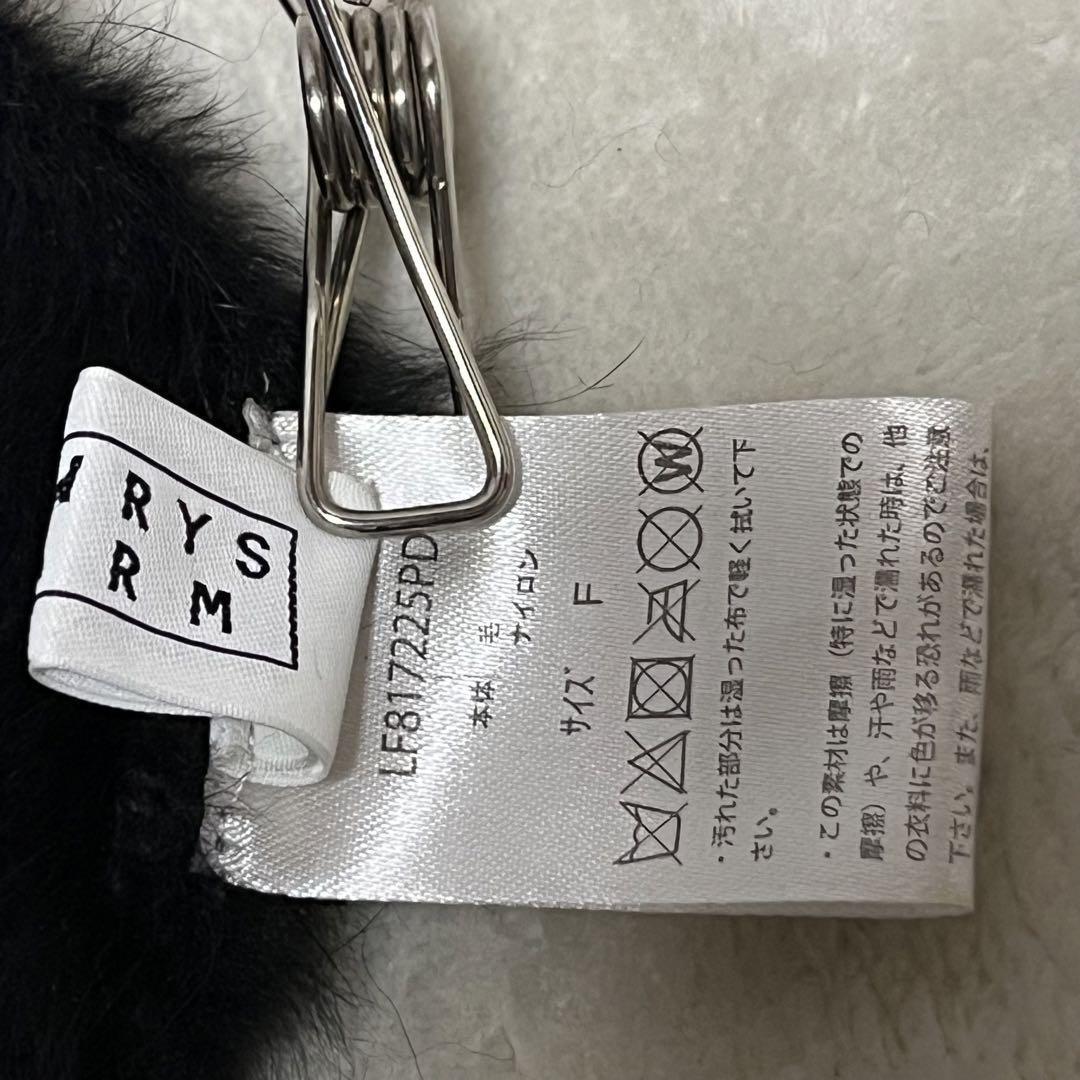 RYS
RM
LF817225PD
本体 毛
ナイロン
サイズ F
W
・汚れた部分は湿った布で軽く拭いて下
さい。
・この素材は摩擦（特に湿った状態での
摩擦）や、汗や雨などで濡れた時は、他
の衣料に色が移る恐れがあるのでご注意
下さい。また、雨などで濡れた場合は、